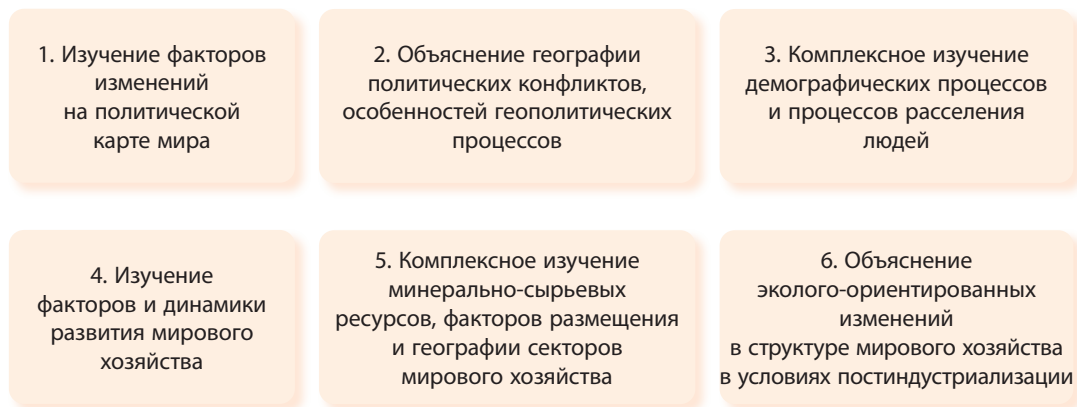 1. Изучение факторов
изменений
на политической
карте мира
2. Объяснение географии
политических конфликтов,
особенностей геополитических
процессов
3. Комплексное изучение
демографических процессов
и процессов расселения
людей
4. Изучение
факторов и динамики
развития мирового
хозяйства
5. Комплексное изучение
минерально-сырьевых
ресурсов, факторов размещения
и географии секторов
мирового хозяйства
6. Объяснение
эколого-ориентированных
изменений
в структуре мирового хозяйства
в условиях постиндустриализации